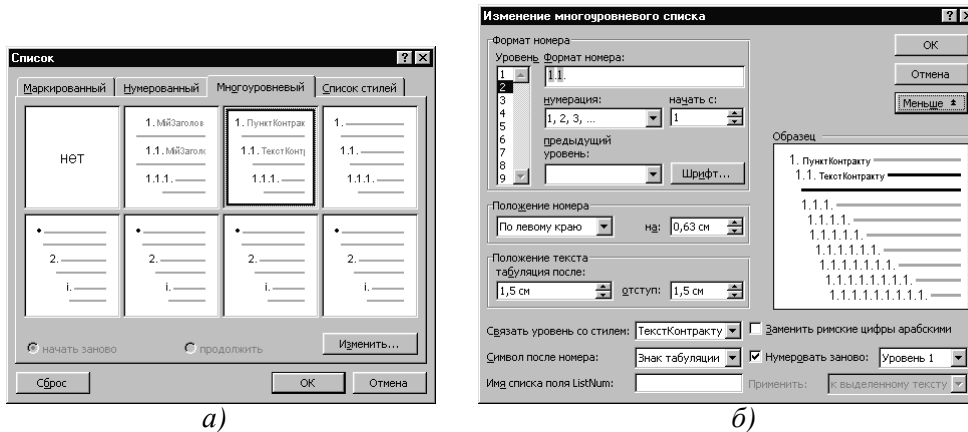 Список
Маркированный Нумерованный Многоуровневый Список стилей
нет
1. МійЗаголов
1.1. МійЗаголо
1.1.1.
1. ПунктКонтрак
1.1. ТекстКонт
1.1.1.
1.
1.1.
1.1.1.
2.
i.
2.
i.
2.
i.
2.
i.
начать заново продолжить Изменить...
Сброс ОК Отмена
а)
Изменение многоуровневого списка
Формат номера
Уровень Формат номера:
1 2 3 4 5 6 7 8 9
1.1.
нумерация: начать с:
1, 2, 3, ... 1
предыдущий
уровень:
Шрифт...
ОК
Отмена
Меньше
Положение номера
По левому краю на: 0,63 см
Положение текста
табуляция после:
1,5 см отступ: 1,5 см
Образец
1. ПунктКонтракту
1.1. ТекстКонтракту
1.1.1.
1.1.1.1.
1.1.1.1.1.
1.1.1.1.1.1.
1.1.1.1.1.1.1.
1.1.1.1.1.1.1.1.
1.1.1.1.1.1.1.1.1.
Связать уровень со стилем: ТекстКонтракту Заменить римские цифры арабскими
Символ после номера: Знак табуляции Нумеровать заново: Уровень 1
Имя списка поля ListNum: Применить: к выделенному тексту
б)